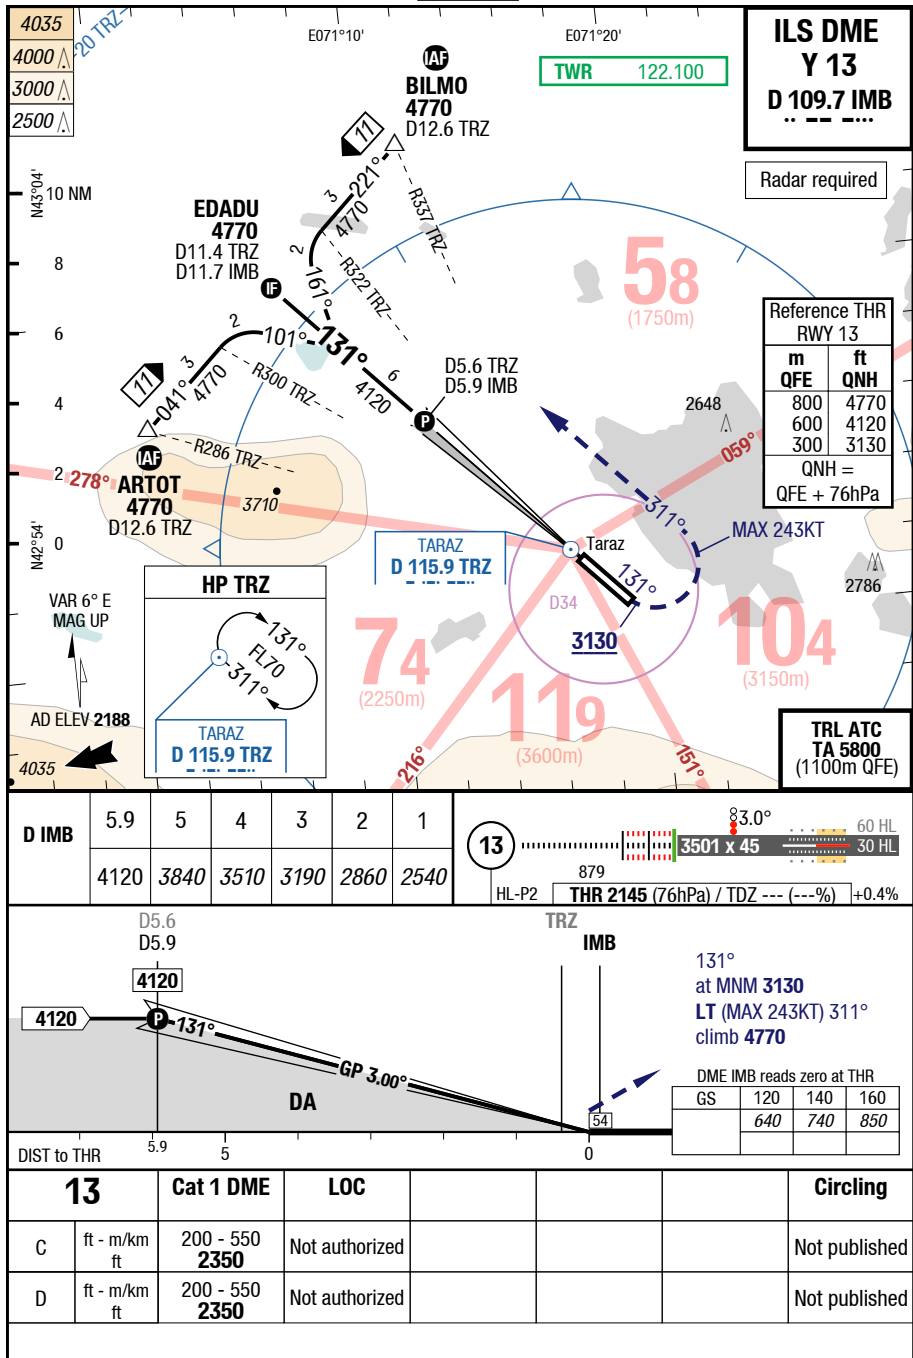 4035
4000
3000
2500
20 TRZ
E071°10'
E071°20'
IAF
BILMO
4770
D12.6 TRZ
TWR 122.100
ILS DME
Y 13
D 109.7 IMB
Radar required
N43°04'
10 NM
8
6
4
2
0
N42°54'
11
221°
3
4770
R337 TRZ
EDADU
4770
D11.4 TRZ
D11.7 IMB
IF
2
161°
R322 TRZ
2
101°
131°
3
4770
R300 TRZ
6
4120
D5.6 TRZ
D5.9 IMB
P
11
041°
R286 TRZ
IAF
ARTOT
4770
D12.6 TRZ
278°
3710
58
(1750m)
Reference THR
RWY 13
m ft
QFE QNH
800 4770
600 4120
300 3130
QNH =
QFE + 76hPa
2648
059°
311°
MAX 243KT
TARAZ
D 115.9 TRZ
Taraz
131°
D34
3130
2786
HP TRZ
131°
FL70
311°
TARAZ
D 115.9 TRZ
VAR 6° E
MAG UP
AD ELEV 2188
4035
74
(2250m)
119
(3600m)
104
(3150m)
216°
151°
TRL ATC
TA 5800
(1100m QFE)
D IMB 5.9 5 4 3 2 1
4120 3840 3510 3190 2860 2540
13
3.0°
3501 x 45
60 HL
30 HL
879
HL-P2
THR 2145 (76hPa) / TDZ --- (---%)
+0.4%
D5.6
D5.9
TRZ
IMB
4120
4120
P
131°
GP 3.00°
DA
54
131°
at MNM 3130
LT (MAX 243KT) 311°
climb 4770
DME IMB reads zero at THR
GS 120 140 160
640 740 850
DIST to THR
5.9
5
0
13 Cat 1 DME LOC Circling
C ft - m/km 200 - 550 Not authorized Not published
ft 2350
D ft - m/km 200 - 550 Not authorized Not published
ft 2350